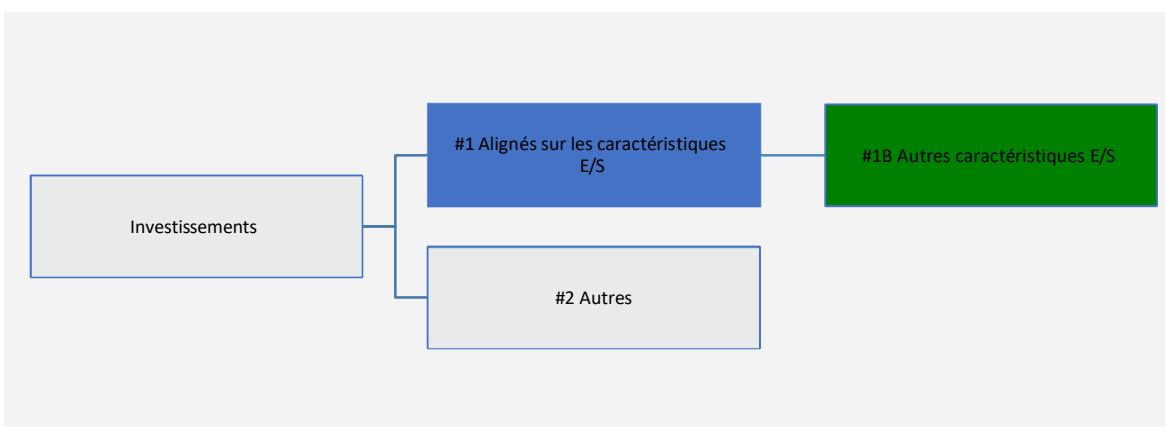 #1 Alignés sur les caractéristiques
E/S
#1B Autres caractéristiques E/S
Investissements
#2 Autres